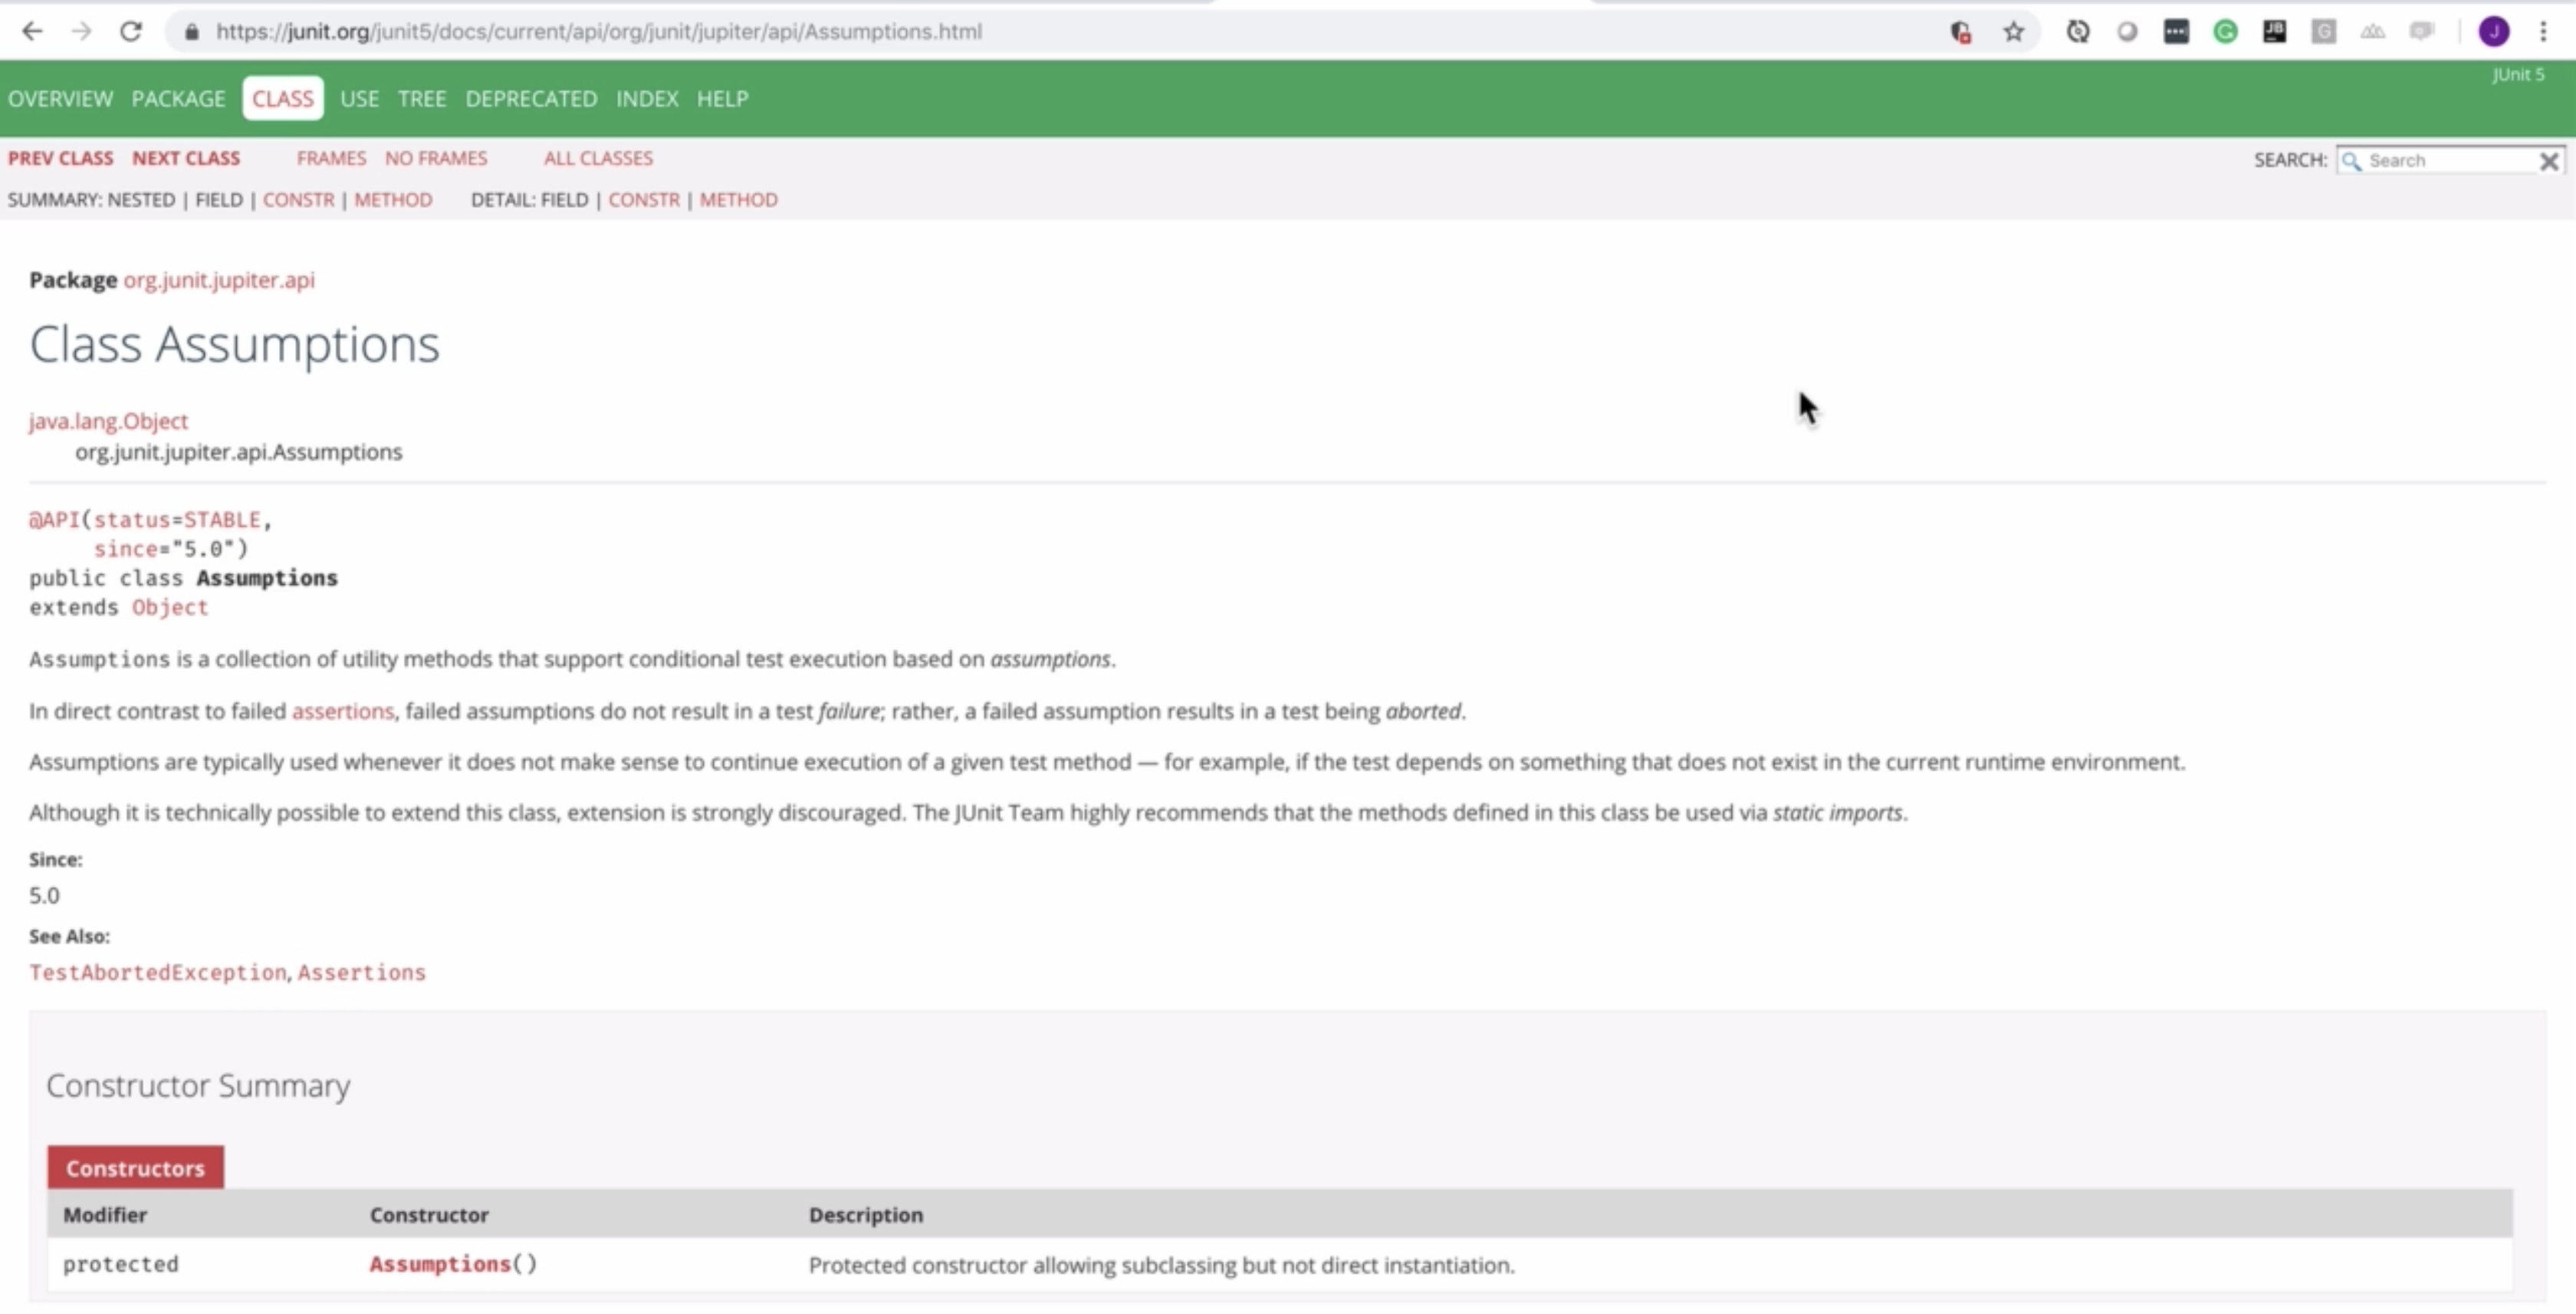 https://junit.org/junit5/docs/current/api/org/junit/jupiter/api/Assumptions.html
JB
G
J
JUnit 5
OVERVIEW PACKAGE CLASS USE TREE DEPRECATED INDEX HELP
PREV CLASS NEXT CLASS FRAMES NO FRAMES ALL CLASSES
SEARCH: Search
SUMMARY: NESTED | FIELD | CONSTR | METHOD DETAIL: FIELD | CONSTR | METHOD
Package org.junit.jupiter.api
Class Assumptions
java.lang.Object
org.junit.jupiter.api.Assumptions
@API(status=STABLE,
since="5.0")
public class Assumptions
extends Object
Assumptions is a collection of utility methods that support conditional test execution based on assumptions.
In direct contrast to failed assertions, failed assumptions do not result in a test failure; rather, a failed assumption results in a test being aborted.
Assumptions are typically used whenever it does not make sense to continue execution of a given test method — for example, if the test depends on something that does not exist in the current runtime environment.
Although it is technically possible to extend this class, extension is strongly discouraged. The JUnit Team highly recommends that the methods defined in this class be used via static imports.
Since:
5.0
See Also:
TestAbortedException, Assertions
Constructor Summary
Constructors
Modifier Constructor Description
protected Assumptions() Protected constructor allowing subclassing but not direct instantiation.